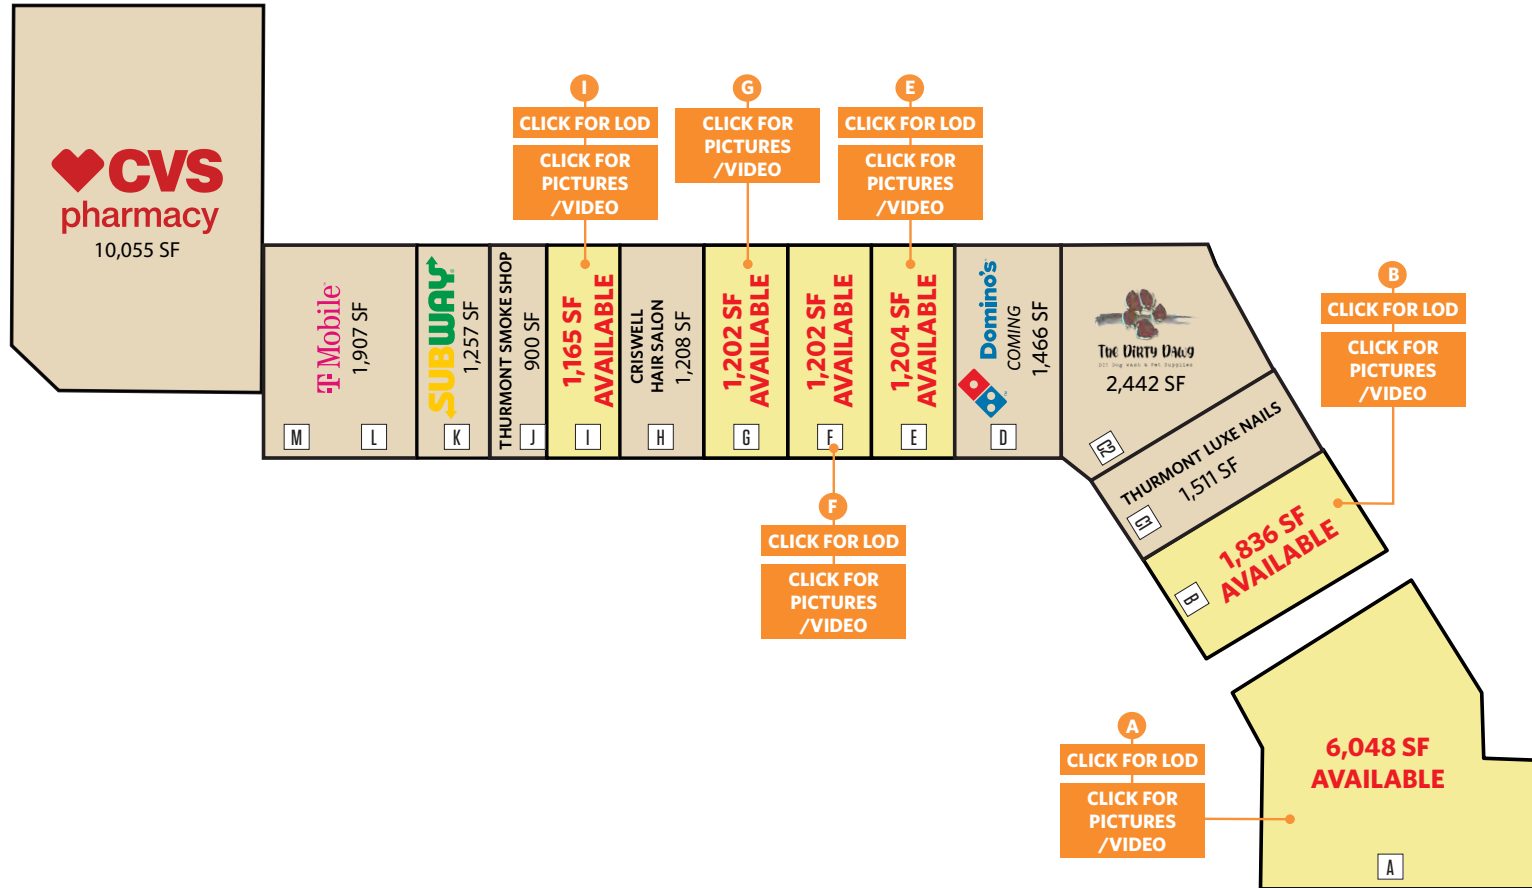 CVS
pharmacy
10,055 SF
T Mobile
1,907 SF
M
L
SUBWAY
1,257 SF
K
THURMONT SMOKE SHOP
900 SF
J
I
CLICK FOR LOD
CLICK FOR
PICTURES
/VIDEO
1,165 SF
AVAILABLE
I
CRISWELL
HAIR SALON
1,208 SF
H
G
CLICK FOR
PICTURES
/VIDEO
1,202 SF
AVAILABLE
G
1,202 SF
AVAILABLE
F
F
CLICK FOR LOD
CLICK FOR
PICTURES
/VIDEO
E
CLICK FOR LOD
CLICK FOR
PICTURES
/VIDEO
1,204 SF
AVAILABLE
E
Domino's
COMING
1,466 SF
D
The Dirty Dawg
DIY Dog Wash & Pet Supplies
2,442 SF
C2
THURMONT LUXE NAILS
1,511 SF
C1
B
CLICK FOR LOD
CLICK FOR
PICTURES
/VIDEO
1,836 SF
AVAILABLE
B
A
CLICK FOR LOD
CLICK FOR
PICTURES
/VIDEO
6,048 SF
AVAILABLE
A